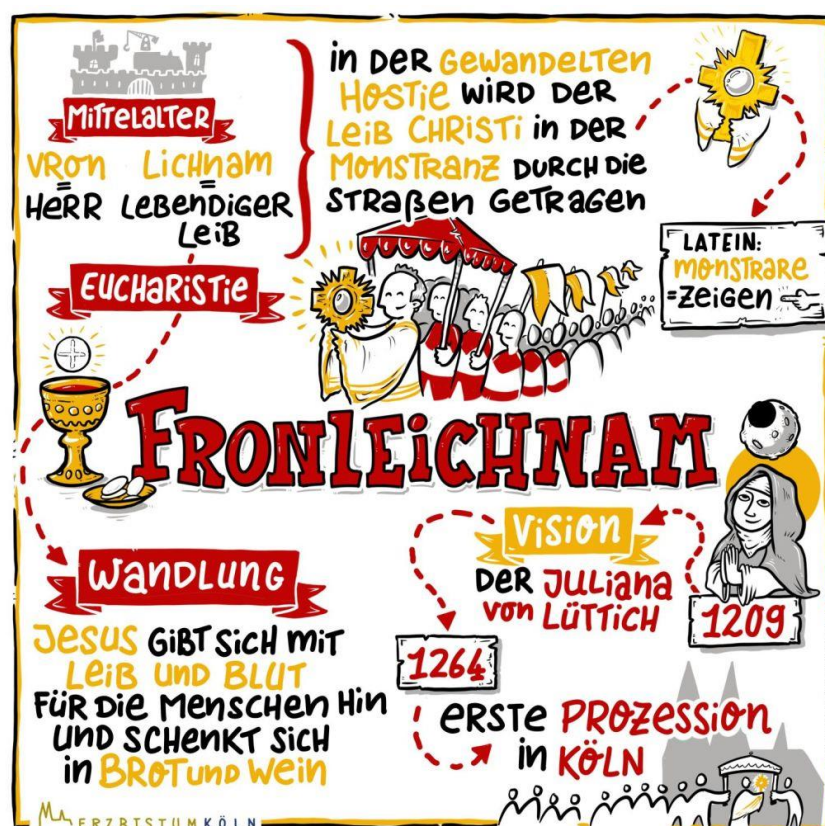 MITTELALTER
VRON LICHNAM
= =
HERR LEBENDIGER
LEIB
IN DER GEWANDELTEN
HOSTIE WIRD DER
LEIB CHRISTI IN DER
MONSTRANZ DURCH DIE
STRAßEN GETRAGEN
LATEIN:
MONSTRARE
=ZEIGEN
EUCHARISTIE
FRONLEICHNAM
WANDLUNG
JESUS GIBT SICH MIT
LEIB UND BLUT
FÜR DIE MENSCHEN HIN
UND SCHENKT SICH
IN BROT UND WEIN
VISION
DER JULIANA
VON LÜTTICH
1209
1264
ERSTE PROZESSION
IN KÖLN
ERZBISTUM KÖLN